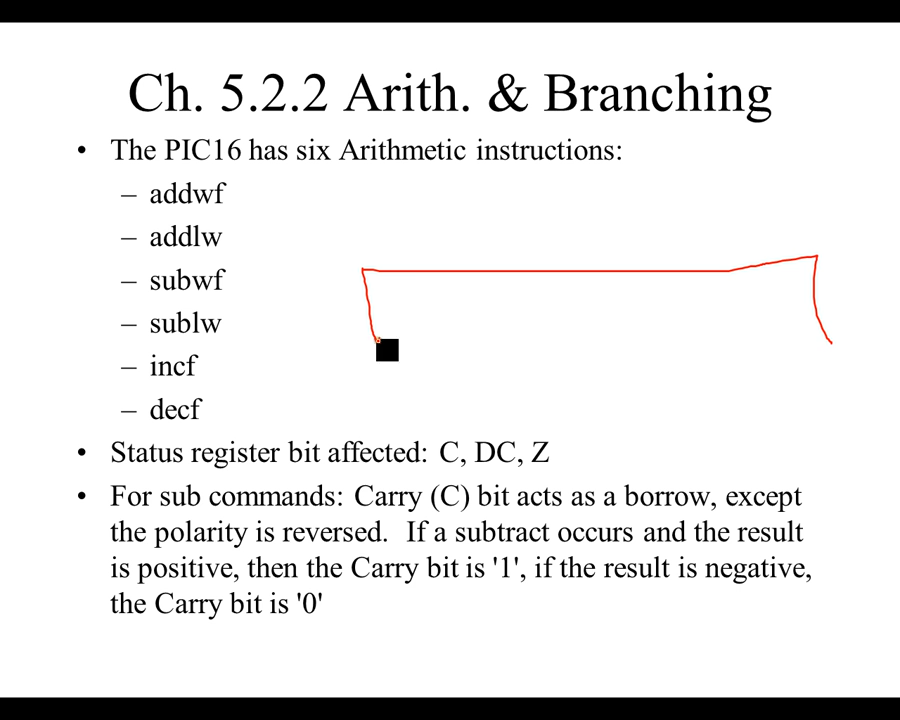 Ch. 5.2.2 Arith. & Branching
• The PIC16 has six Arithmetic instructions:
– addwf
– addlw
– subwf
– sublw
– incf
– decf
• Status register bit affected: C, DC, Z
• For sub commands: Carry (C) bit acts as a borrow, except
the polarity is reversed. If a subtract occurs and the result
is positive, then the Carry bit is '1', if the result is negative,
the Carry bit is '0'